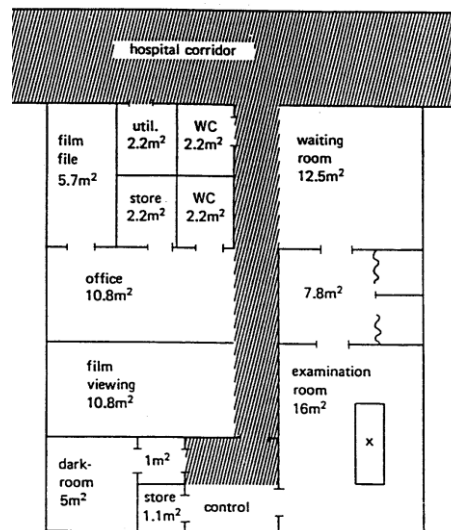 hospital corridor
film
file
5.7m²
util.
2.2m²
WC
2.2m²
store
2.2m²
WC
2.2m²
waiting
room
12.5m²
office
10.8m²
7.8m²
film
viewing
10.8m²
examination
room
16m²
x
dark-
room
5m²
1m²
store
1.1m²
control